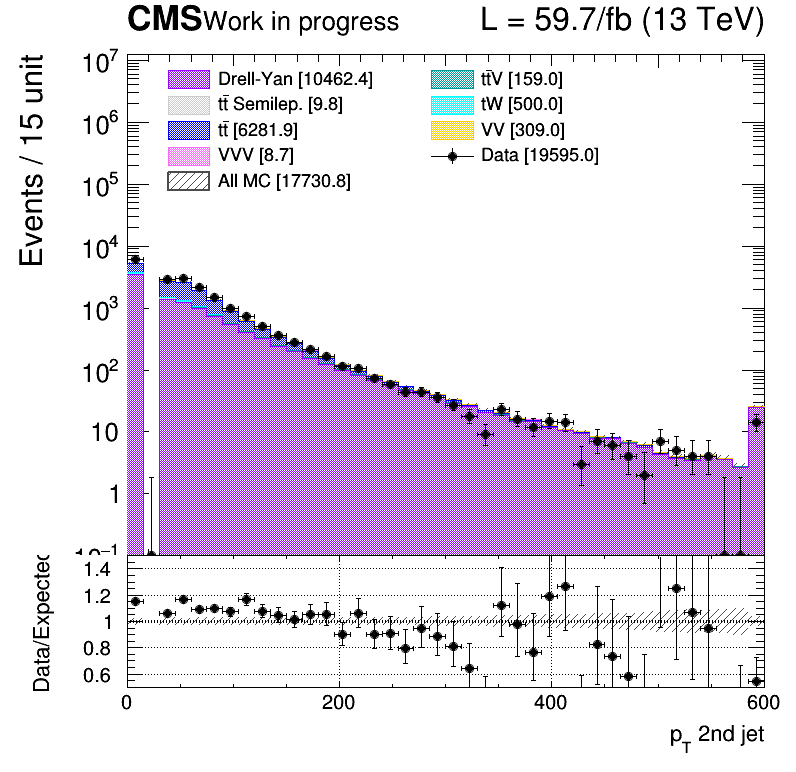 CMS Work in progress L = 59.7/fb (13 TeV)
Events / 15 unit
10⁷
10⁶
10⁵
10⁴
10³
10²
10
1
10⁻¹
Drell-Yan [10462.4]
tt̄ Semilep. [9.8]
tt̄ [6281.9]
VVV [8.7]
All MC [17730.8]
tt̄V [159.0]
tW [500.0]
VV [309.0]
Data [19595.0]
Data/Expected
1.4
1.2
1
0.8
0.6
0 200 400 600
p_T 2nd jet